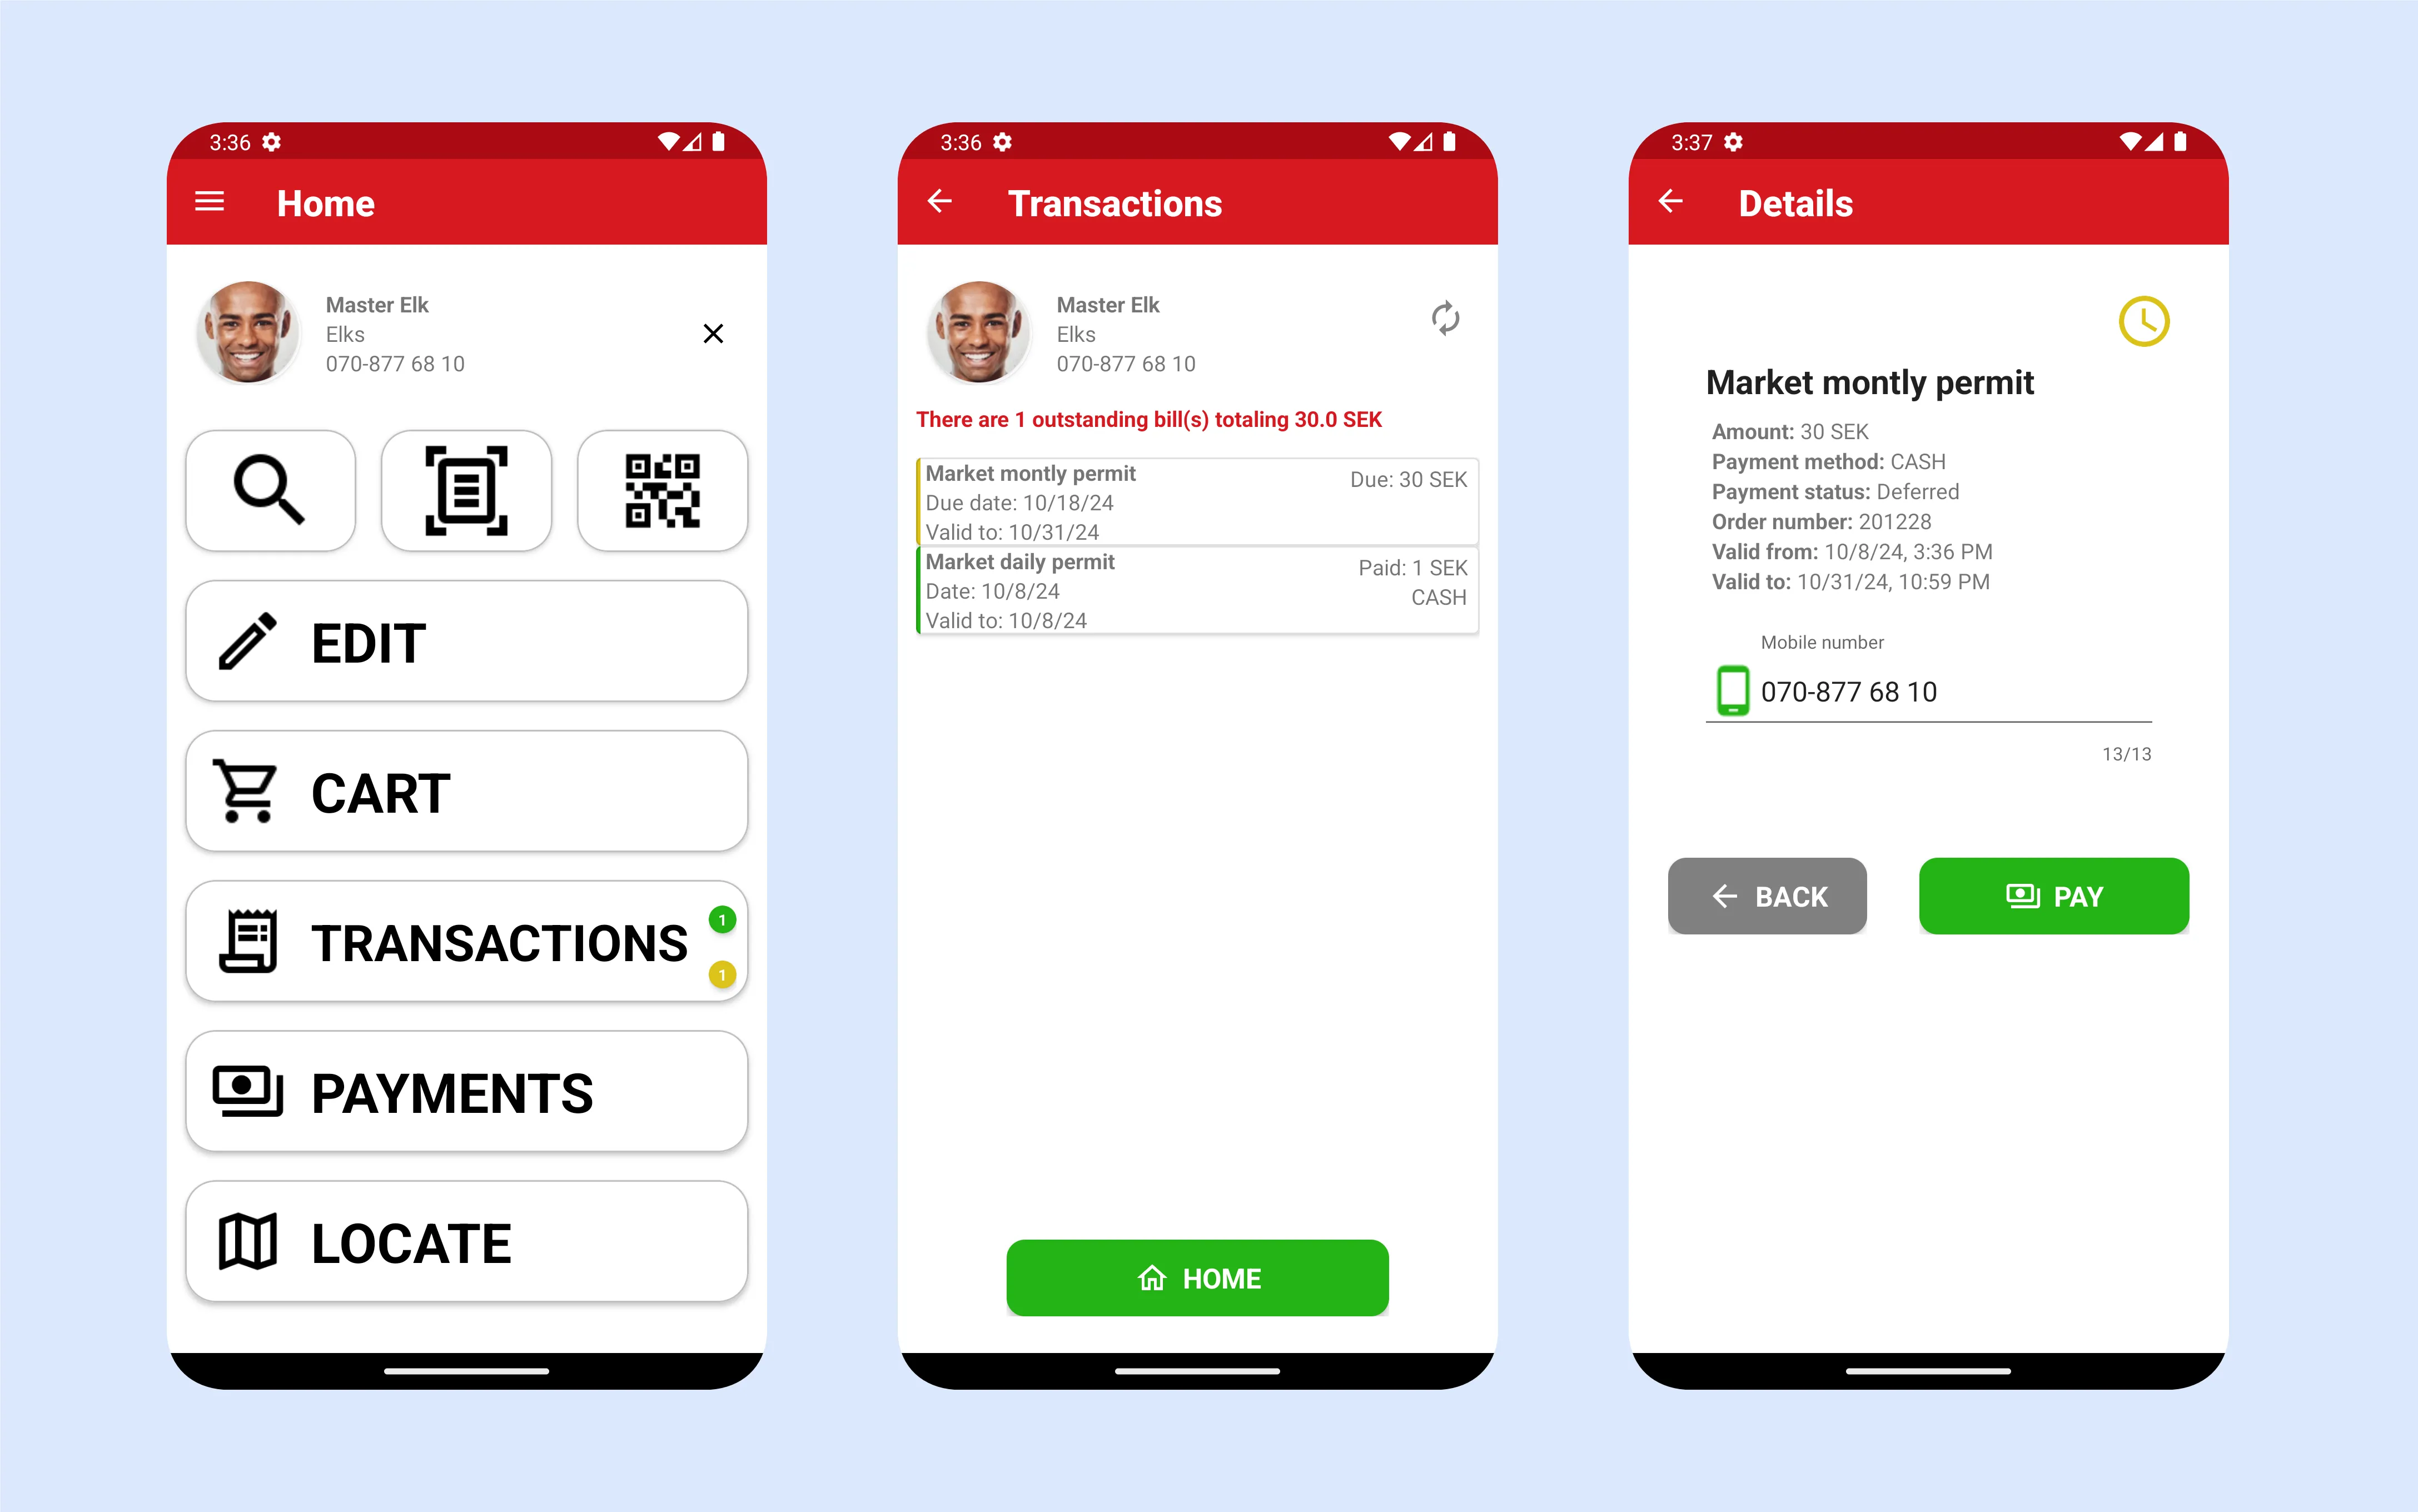 3:36
Home
Master Elk
Elks
070-877 68 10
EDIT
CART
TRANSACTIONS
1
1
PAYMENTS
LOCATE
3:36
Transactions
Master Elk
Elks
070-877 68 10
There are 1 outstanding bill(s) totaling 30.0 SEK
Market montly permit
Due: 30 SEK
Due date: 10/18/24
Valid to: 10/31/24
Market daily permit
Paid: 1 SEK
Date: 10/8/24
CASH
Valid to: 10/8/24
HOME
3:37
Details
Market montly permit
Amount: 30 SEK
Payment method: CASH
Payment status: Deferred
Order number: 201228
Valid from: 10/8/24, 3:36 PM
Valid to: 10/31/24, 10:59 PM
Mobile number
070-877 68 10
13/13
BACK
PAY